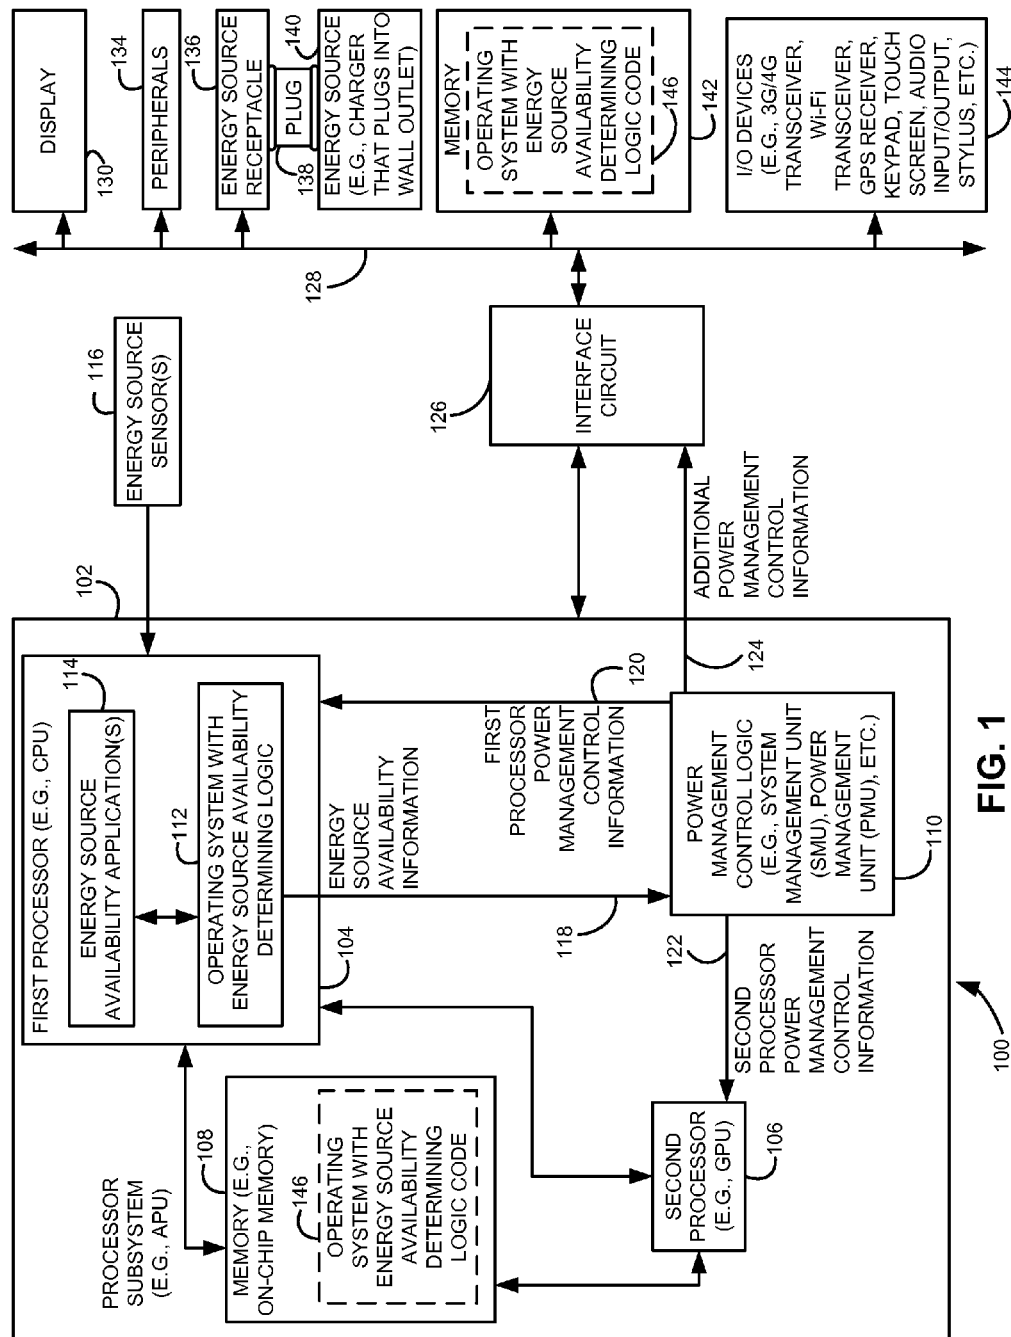 PROCESSOR
SUBSYSTEM
(E.G., APU)
102
FIRST PROCESSOR (E.G., CPU)
114
ENERGY SOURCE
AVAILABILITY APPLICATION(S)
112
OPERATING SYSTEM WITH
ENERGY SOURCE AVAILABILITY
DETERMINING LOGIC
104
108
MEMORY (E.G.,
ON-CHIP MEMORY)
146
OPERATING
SYSTEM WITH
ENERGY SOURCE
AVAILABILITY
DETERMINING
LOGIC CODE
ENERGY
SOURCE
AVAILABILITY
INFORMATION
118
FIRST
PROCESSOR
POWER
MANAGEMENT
CONTROL
INFORMATION
120
SECOND
PROCESSOR
(E.G., GPU)
106
SECOND
PROCESSOR
POWER
MANAGEMENT
CONTROL
INFORMATION
122
POWER
MANAGEMENT
CONTROL LOGIC
(E.G., SYSTEM
MANAGEMENT UNIT
(SMU), POWER
MANAGEMENT
UNIT (PMU), ETC.)
110
124
ADDITIONAL
POWER
MANAGEMENT
CONTROL
INFORMATION
116
ENERGY SOURCE
SENSOR(S)
126
INTERFACE
CIRCUIT
128
DISPLAY
130
PERIPHERALS
134
ENERGY SOURCE
RECEPTACLE
136
PLUG
138
140
ENERGY SOURCE
(E.G., CHARGER
THAT PLUGS INTO
WALL OUTLET)
MEMORY
OPERATING
SYSTEM WITH
ENERGY
SOURCE
AVAILABILITY
DETERMINING
LOGIC CODE
146
142
I/O DEVICES
(E.G., 3G/4G
TRANSCEIVER,
Wi-Fi
TRANSCEIVER,
GPS RECEIVER,
KEYPAD, TOUCH
SCREEN, AUDIO
INPUT/OUTPUT,
STYLUS, ETC.)
144
100
FIG. 1